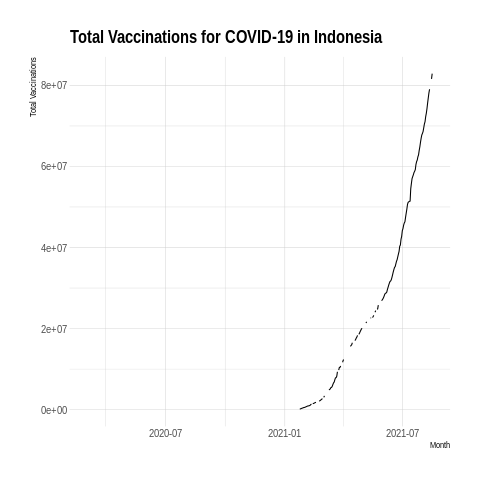 Total Vaccinations for COVID-19 in Indonesia
Total Vaccinations
8e+07
6e+07
4e+07
2e+07
0e+00
2020-07 2021-01 2021-07
Month